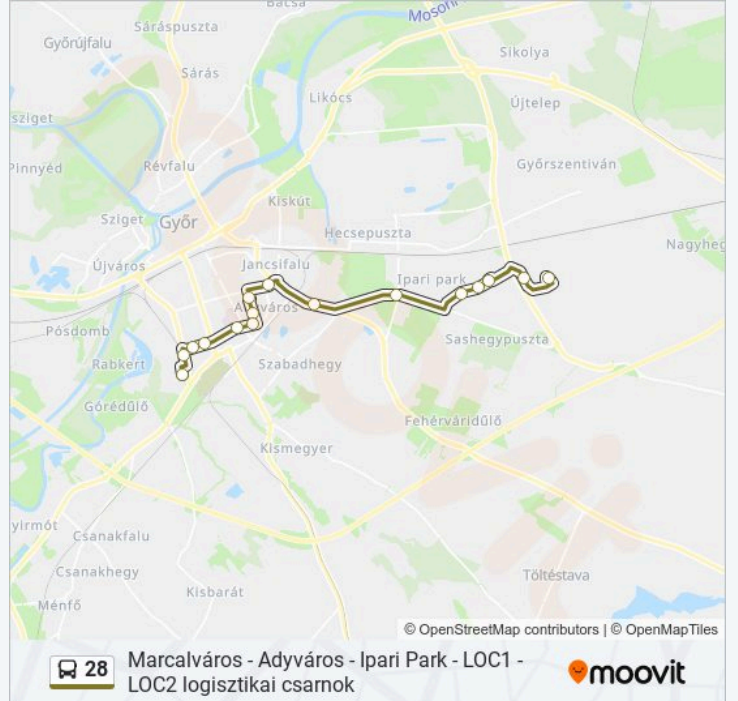 Bácsa
Mosoni
Sáráspuszta
Győrújfalu
Sikolya
Sárás
Likócs
Újtelep
sziget
Révfalu
Pinnyéd
Győrszentiván
Kiskút
Sziget
Győr
Hecsepuszta
Nagyheg
Újváros
Jancsifalu
Ipari park
Adyváros
Pósdomb
Sashegypuszta
Rabkert
Szabadhegy
Górédűlő
Fehérváridűlő
Kismegyer
yirmót
Csanakfalu
Csanakhegy
Töltéstava
Kisbarát
Ménfő
© OpenStreetMap contributors | © OpenMapTiles
28
Marcalváros - Adyváros - Ipari Park - LOC1 -
LOC2 logisztikai csarnok
moovit